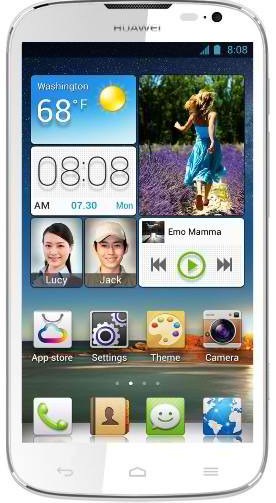 HUAWEI
8:08
Washington
68°F
08:08
AM 07.30 Mon
Emo Mamma
Lucy Jack
App store Settings Theme Camera